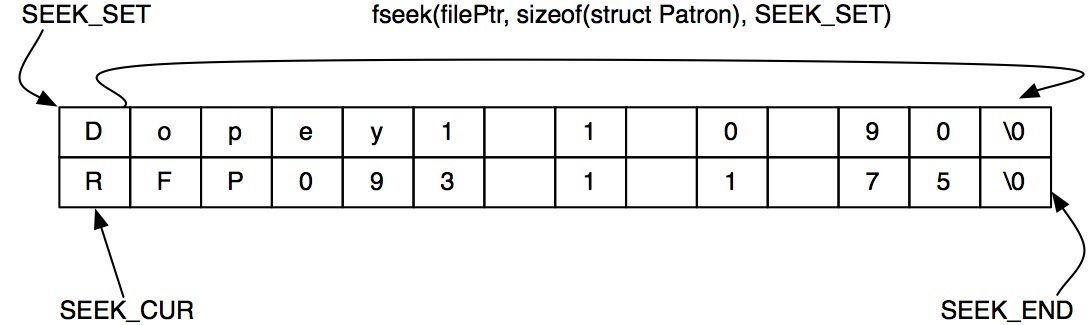 SEEK_SET fseek(filePtr, sizeof(struct Patron), SEEK_SET)
D o p e y 1 1 0 9 0 \0
R F P 0 9 3 1 1 7 5 \0
SEEK_CUR SEEK_END